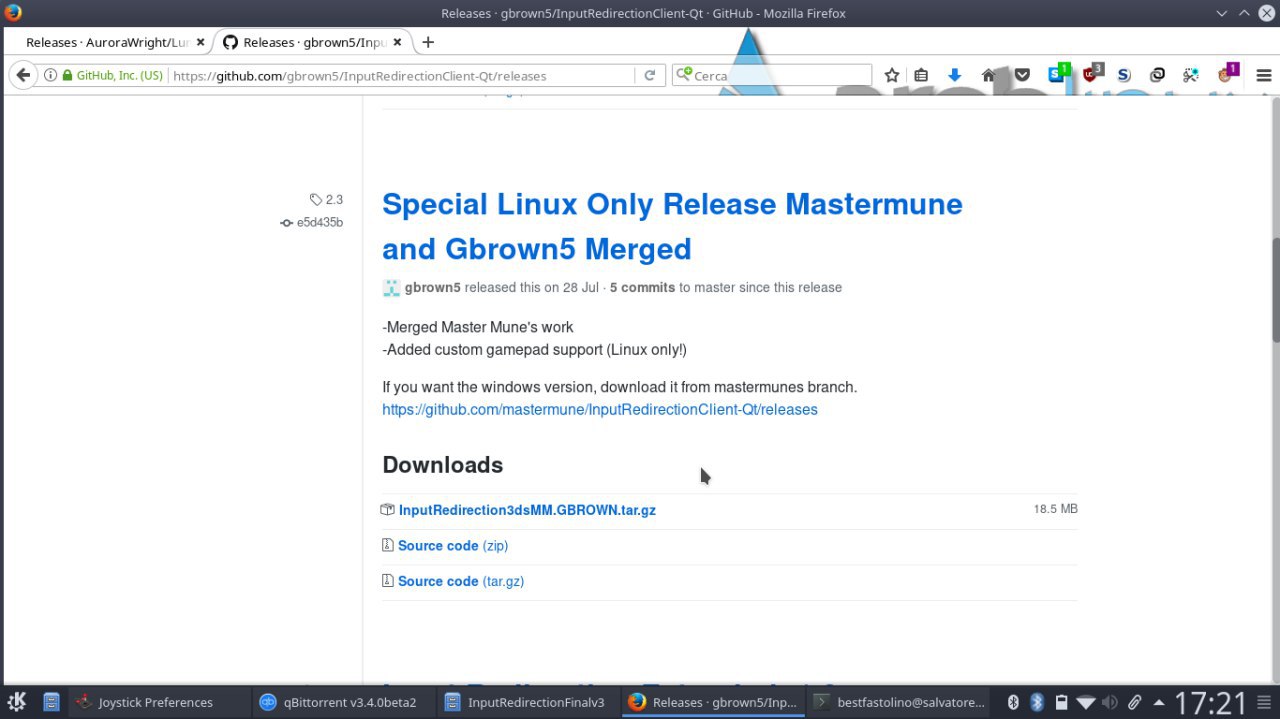 Releases · gbrown5/InputRedirectionClient-Qt · GitHub - Mozilla Firefox
Releases · AuroraWright/Lur
Releases · gbrown5/Inpu
GitHub, Inc. (US)
https://github.com/gbrown5/InputRedirectionClient-Qt/releases
Cerca
1
3
1
2.3
e5d435b
Special Linux Only Release Mastermune
and Gbrown5 Merged
gbrown5 released this on 28 Jul · 5 commits to master since this release
-Merged Master Mune's work
-Added custom gamepad support (Linux only!)
If you want the windows version, download it from mastermunes branch.
https://github.com/mastermune/InputRedirectionClient-Qt/releases
Downloads
InputRedirection3dsMM.GBROWN.tar.gz
18.5 MB
Source code (zip)
Source code (tar.gz)
Joystick Preferences
qBittorrent v3.4.0beta2
InputRedirectionFinalv3
Releases · gbrown5/Inp...
bestfastolino@salvatore...
17:21